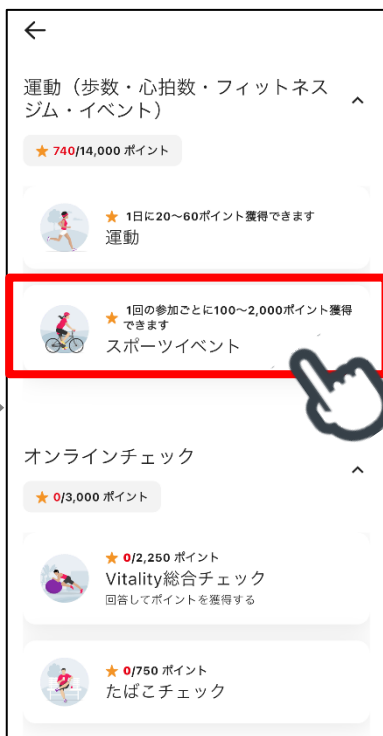 運動（歩数・心拍数・フィットネス
ジム・イベント）
740/14,000 ポイント
1日に20〜60ポイント獲得できます
運動
1回の参加ごとに100〜2,000ポイント獲得
できます
スポーツイベント
オンラインチェック
0/3,000 ポイント
0/2,250 ポイント
Vitality総合チェック
回答してポイントを獲得する
0/750 ポイント
たばこチェック